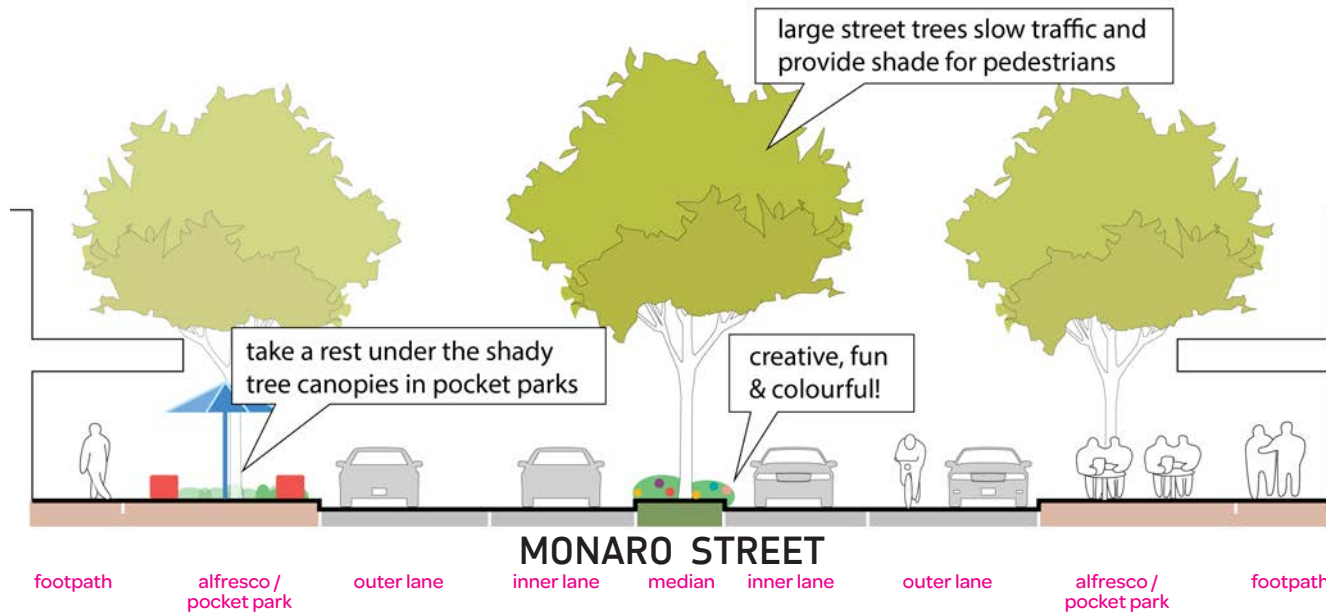 large street trees slow traffic and
provide shade for pedestrians
take a rest under the shady
tree canopies in pocket parks
creative, fun
& colourful!
MONARO STREET
footpath
alfresco /
pocket park
outer lane
inner lane
median
inner lane
outer lane
alfresco /
pocket park
footpath